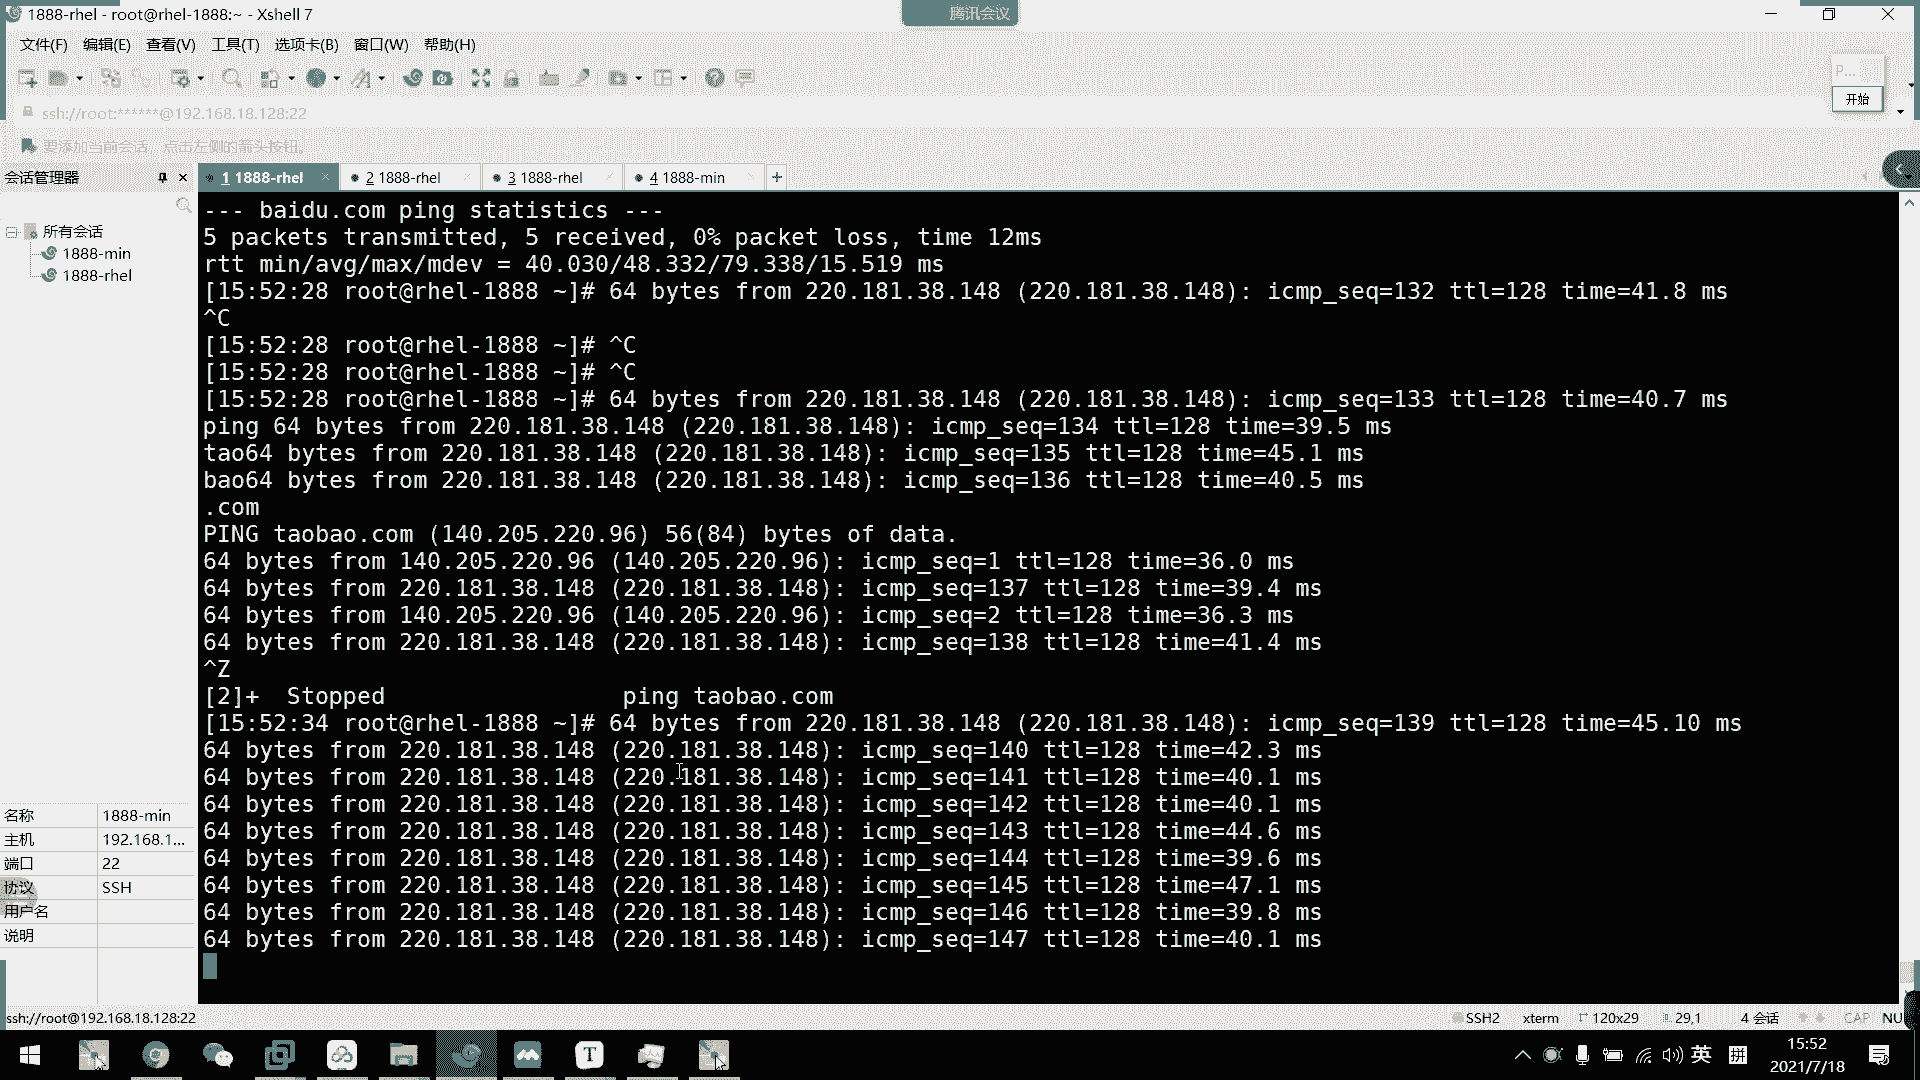 1888-rhel - root@rhel-1888:~ - Xshell 7
腾讯会议
文件(F) 编辑(E) 查看(V) 工具(T) 选项卡(B) 窗口(W) 帮助(H)
P...
开始
ssh://root:******@192.168.18.128:22
要添加当前会话，点击左侧的箭头按钮。
会话管理器
1 1888-rhel
2 1888-rhel
3 1888-rhel
4 1888-min
所有会话
1888-min
1888-rhel
--- baidu.com ping statistics ---
5 packets transmitted, 5 received, 0% packet loss, time 12ms
rtt min/avg/max/mdev = 40.030/48.332/79.338/15.519 ms
[15:52:28 root@rhel-1888 ~]# 64 bytes from 220.181.38.148 (220.181.38.148): icmp_seq=132 ttl=128 time=41.8 ms
^C
[15:52:28 root@rhel-1888 ~]# ^C
[15:52:28 root@rhel-1888 ~]# ^C
[15:52:28 root@rhel-1888 ~]# 64 bytes from 220.181.38.148 (220.181.38.148): icmp_seq=133 ttl=128 time=40.7 ms
ping 64 bytes from 220.181.38.148 (220.181.38.148): icmp_seq=134 ttl=128 time=39.5 ms
tao64 bytes from 220.181.38.148 (220.181.38.148): icmp_seq=135 ttl=128 time=45.1 ms
bao64 bytes from 220.181.38.148 (220.181.38.148): icmp_seq=136 ttl=128 time=40.5 ms
.com
PING taobao.com (140.205.220.96) 56(84) bytes of data.
64 bytes from 140.205.220.96 (140.205.220.96): icmp_seq=1 ttl=128 time=36.0 ms
64 bytes from 220.181.38.148 (220.181.38.148): icmp_seq=137 ttl=128 time=39.4 ms
64 bytes from 140.205.220.96 (140.205.220.96): icmp_seq=2 ttl=128 time=36.3 ms
64 bytes from 220.181.38.148 (220.181.38.148): icmp_seq=138 ttl=128 time=41.4 ms
^Z
[2]+  Stopped                 ping taobao.com
[15:52:34 root@rhel-1888 ~]# 64 bytes from 220.181.38.148 (220.181.38.148): icmp_seq=139 ttl=128 time=45.10 ms
64 bytes from 220.181.38.148 (220.181.38.148): icmp_seq=140 ttl=128 time=42.3 ms
64 bytes from 220.181.38.148 (220.181.38.148): icmp_seq=141 ttl=128 time=40.1 ms
64 bytes from 220.181.38.148 (220.181.38.148): icmp_seq=142 ttl=128 time=40.1 ms
64 bytes from 220.181.38.148 (220.181.38.148): icmp_seq=143 ttl=128 time=44.6 ms
64 bytes from 220.181.38.148 (220.181.38.148): icmp_seq=144 ttl=128 time=39.6 ms
64 bytes from 220.181.38.148 (220.181.38.148): icmp_seq=145 ttl=128 time=47.1 ms
64 bytes from 220.181.38.148 (220.181.38.148): icmp_seq=146 ttl=128 time=39.8 ms
64 bytes from 220.181.38.148 (220.181.38.148): icmp_seq=147 ttl=128 time=40.1 ms
名称 1888-min
主机 192.168.1...
端口 22
协议 SSH
用户名
说明
ssh://root@192.168.18.128:22
SSH2 xterm 120x29 29,1 4 会话 CAP NU
英 拼
15:52
2021/7/18